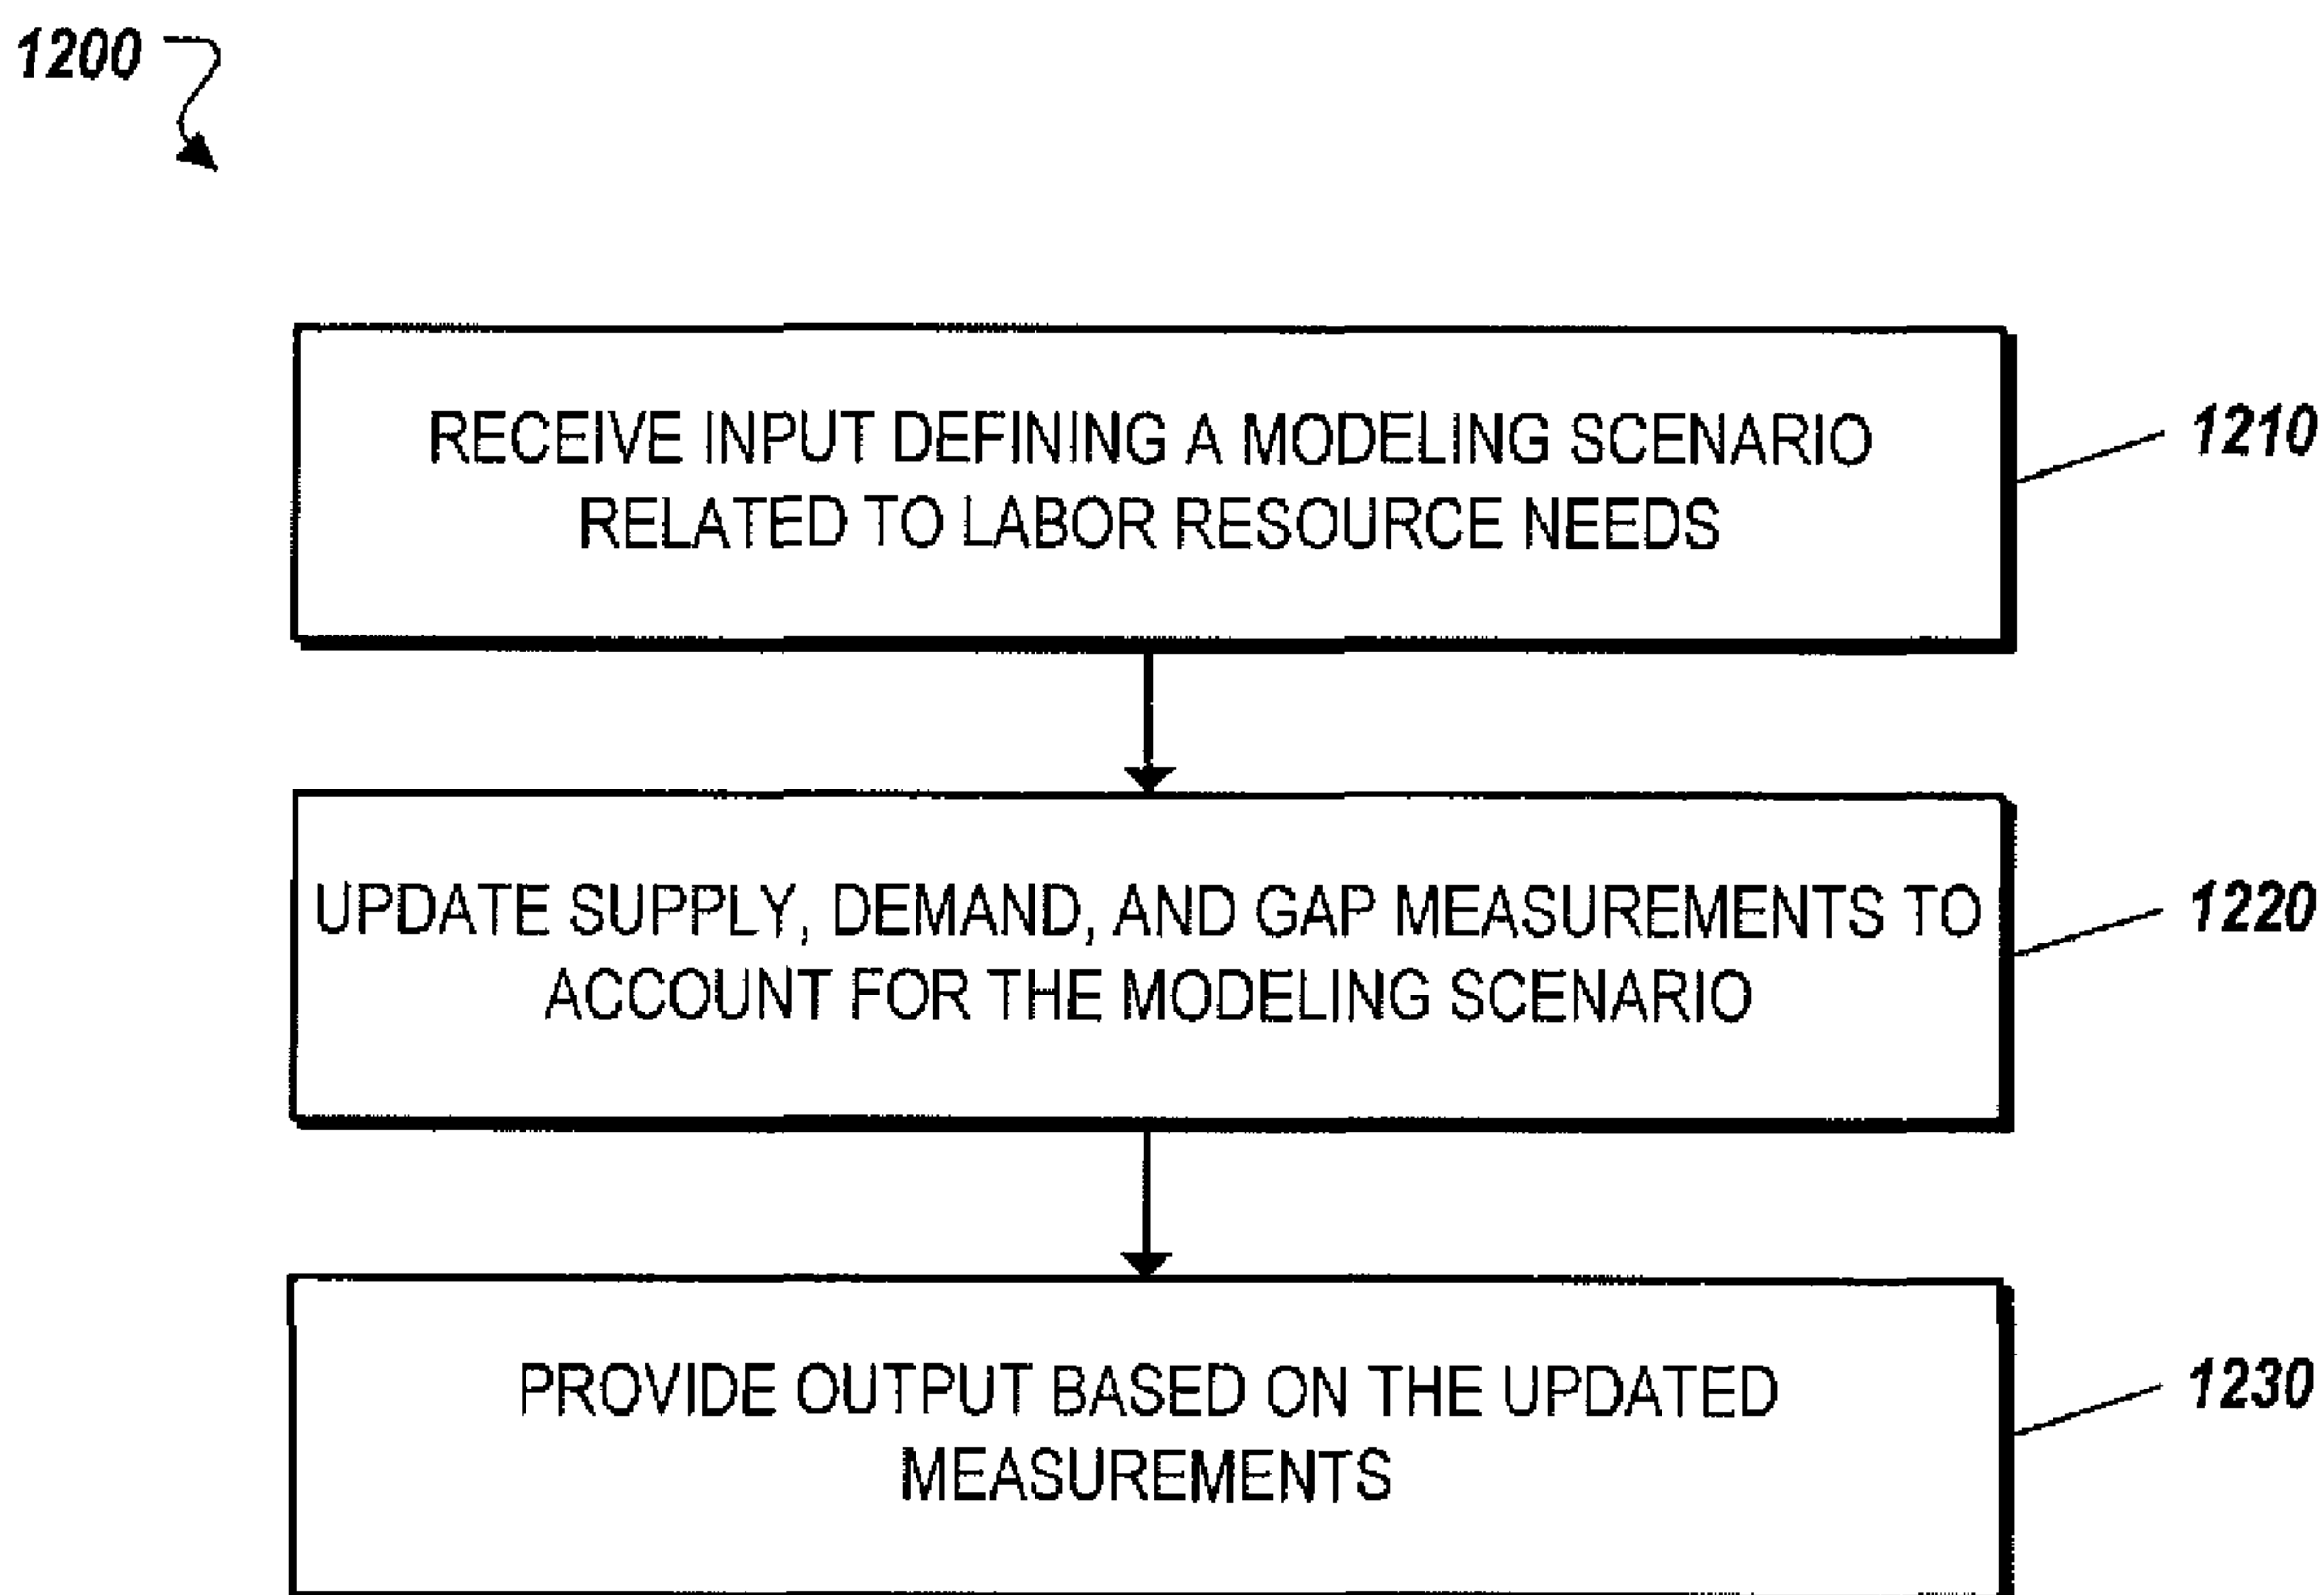 1200
RECEIVE INPUT DEFINING A MODELING SCENARIO
RELATED TO LABOR RESOURCE NEEDS
1210
UPDATE SUPPLY, DEMAND, AND GAP MEASUREMENTS TO
ACCOUNT FOR THE MODELING SCENARIO
1220
PROVIDE OUTPUT BASED ON THE UPDATED
MEASUREMENTS
1230